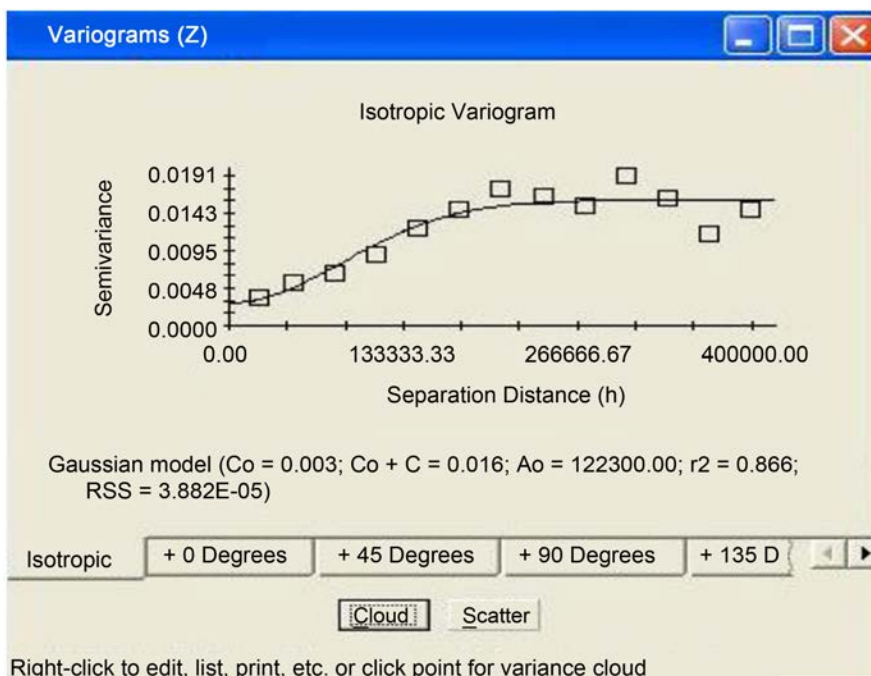 Variograms (Z)
Isotropic Variogram
Semivariance
0.0191
0.0143
0.0095
0.0048
0.0000
0.00
133333.33
266666.67
400000.00
Separation Distance (h)
Gaussian model (Co = 0.003; Co + C = 0.016; Ao = 122300.00; r2 = 0.866;
RSS = 3.882E-05)
Isotropic
+ 0 Degrees
+ 45 Degrees
+ 90 Degrees
+ 135 D
Cloud
Scatter
Right-click to edit, list, print, etc. or click point for variance cloud